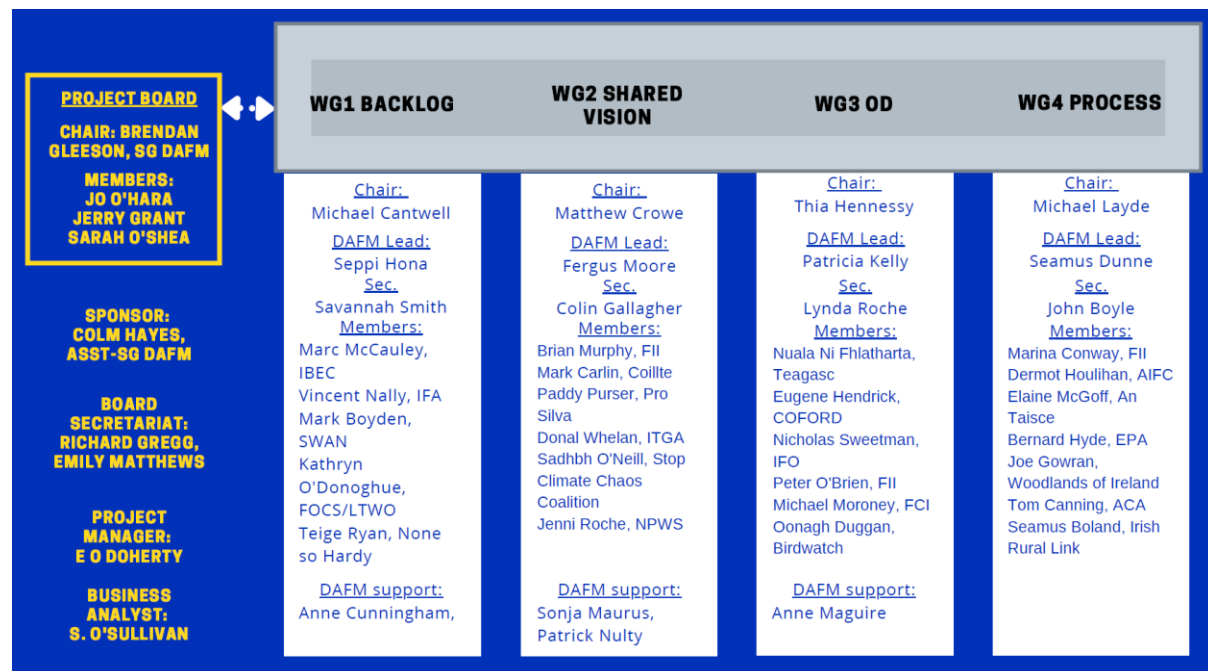 PROJECT BOARD
CHAIR: BRENDAN
GLEESON, SG DAFM
MEMBERS:
JO O'HARA
JERRY GRANT
SARAH O'SHEA
SPONSOR:
COLM HAYES,
ASST-SG DAFM
BOARD
SECRETARIAT:
RICHARD GREGG,
EMILY MATTHEWS
PROJECT
MANAGER:
E O DOHERTY
BUSINESS
ANALYST:
S. O'SULLIVAN
WG1 BACKLOG
Chair:
Michael Cantwell
DAFM Lead:
Seppi Hona
Sec.
Savannah Smith
Members:
Marc McCauley,
IBEC
Vincent Nally, IFA
Mark Boyden,
SWAN
Kathryn
O'Donoghue,
FOCS/LTWO
Teige Ryan, None
so Hardy
DAFM support:
Anne Cunningham,
WG2 SHARED
VISION
Chair:
Matthew Crowe
DAFM Lead:
Fergus Moore
Sec.
Colin Gallagher
Members:
Brian Murphy, FII
Mark Carlin, Coillte
Paddy Purser, Pro
Silva
Donal Whelan, ITGA
Sadhbh O'Neill, Stop
Climate Chaos
Coalition
Jenni Roche, NPWS
DAFM support:
Sonja Maurus,
Patrick Nulty
WG3 OD
Chair:
Thia Hennessy
DAFM Lead:
Patricia Kelly
Sec.
Lynda Roche
Members:
Nuala Ni Fhlatharta,
Teagasc
Eugene Hendrick,
COFORD
Nicholas Sweetman,
IFO
Peter O'Brien, FII
Michael Moroney, FCI
Oonagh Duggan,
Birdwatch
DAFM support:
Anne Maguire
WG4 PROCESS
Chair:
Michael Layde
DAFM Lead:
Seamus Dunne
Sec.
John Boyle
Members:
Marina Conway, FII
Dermot Houlihan, AIFC
Elaine McGoff, An
Taisce
Bernard Hyde, EPA
Joe Gowran,
Woodlands of Ireland
Tom Canning, ACA
Seamus Boland, Irish
Rural Link